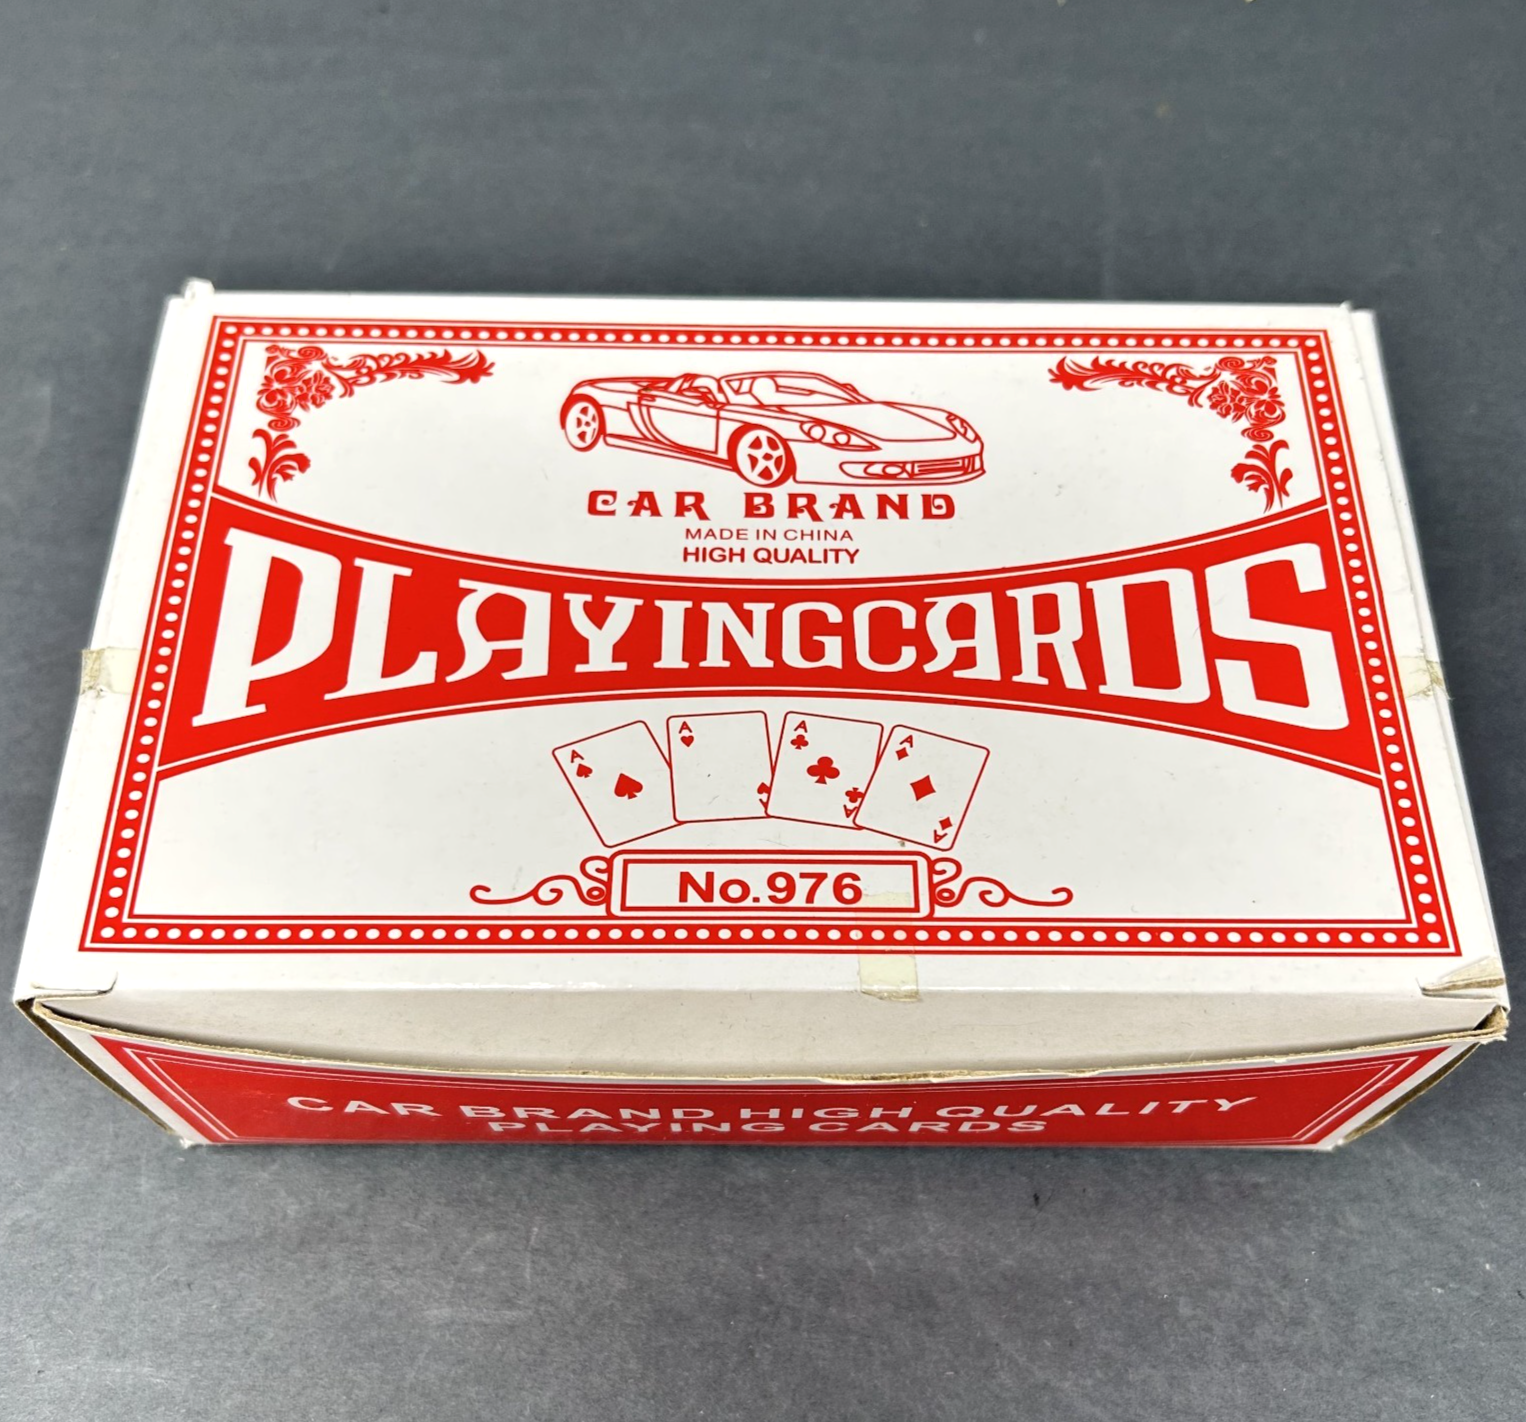 CAR BRAND
MADE IN CHINA
HIGH QUALITY
PLAYINGCARDS
A
A
A
A
A
A
No.976
CAR BRAND HIGH QUALITY
PLAYING CARDS